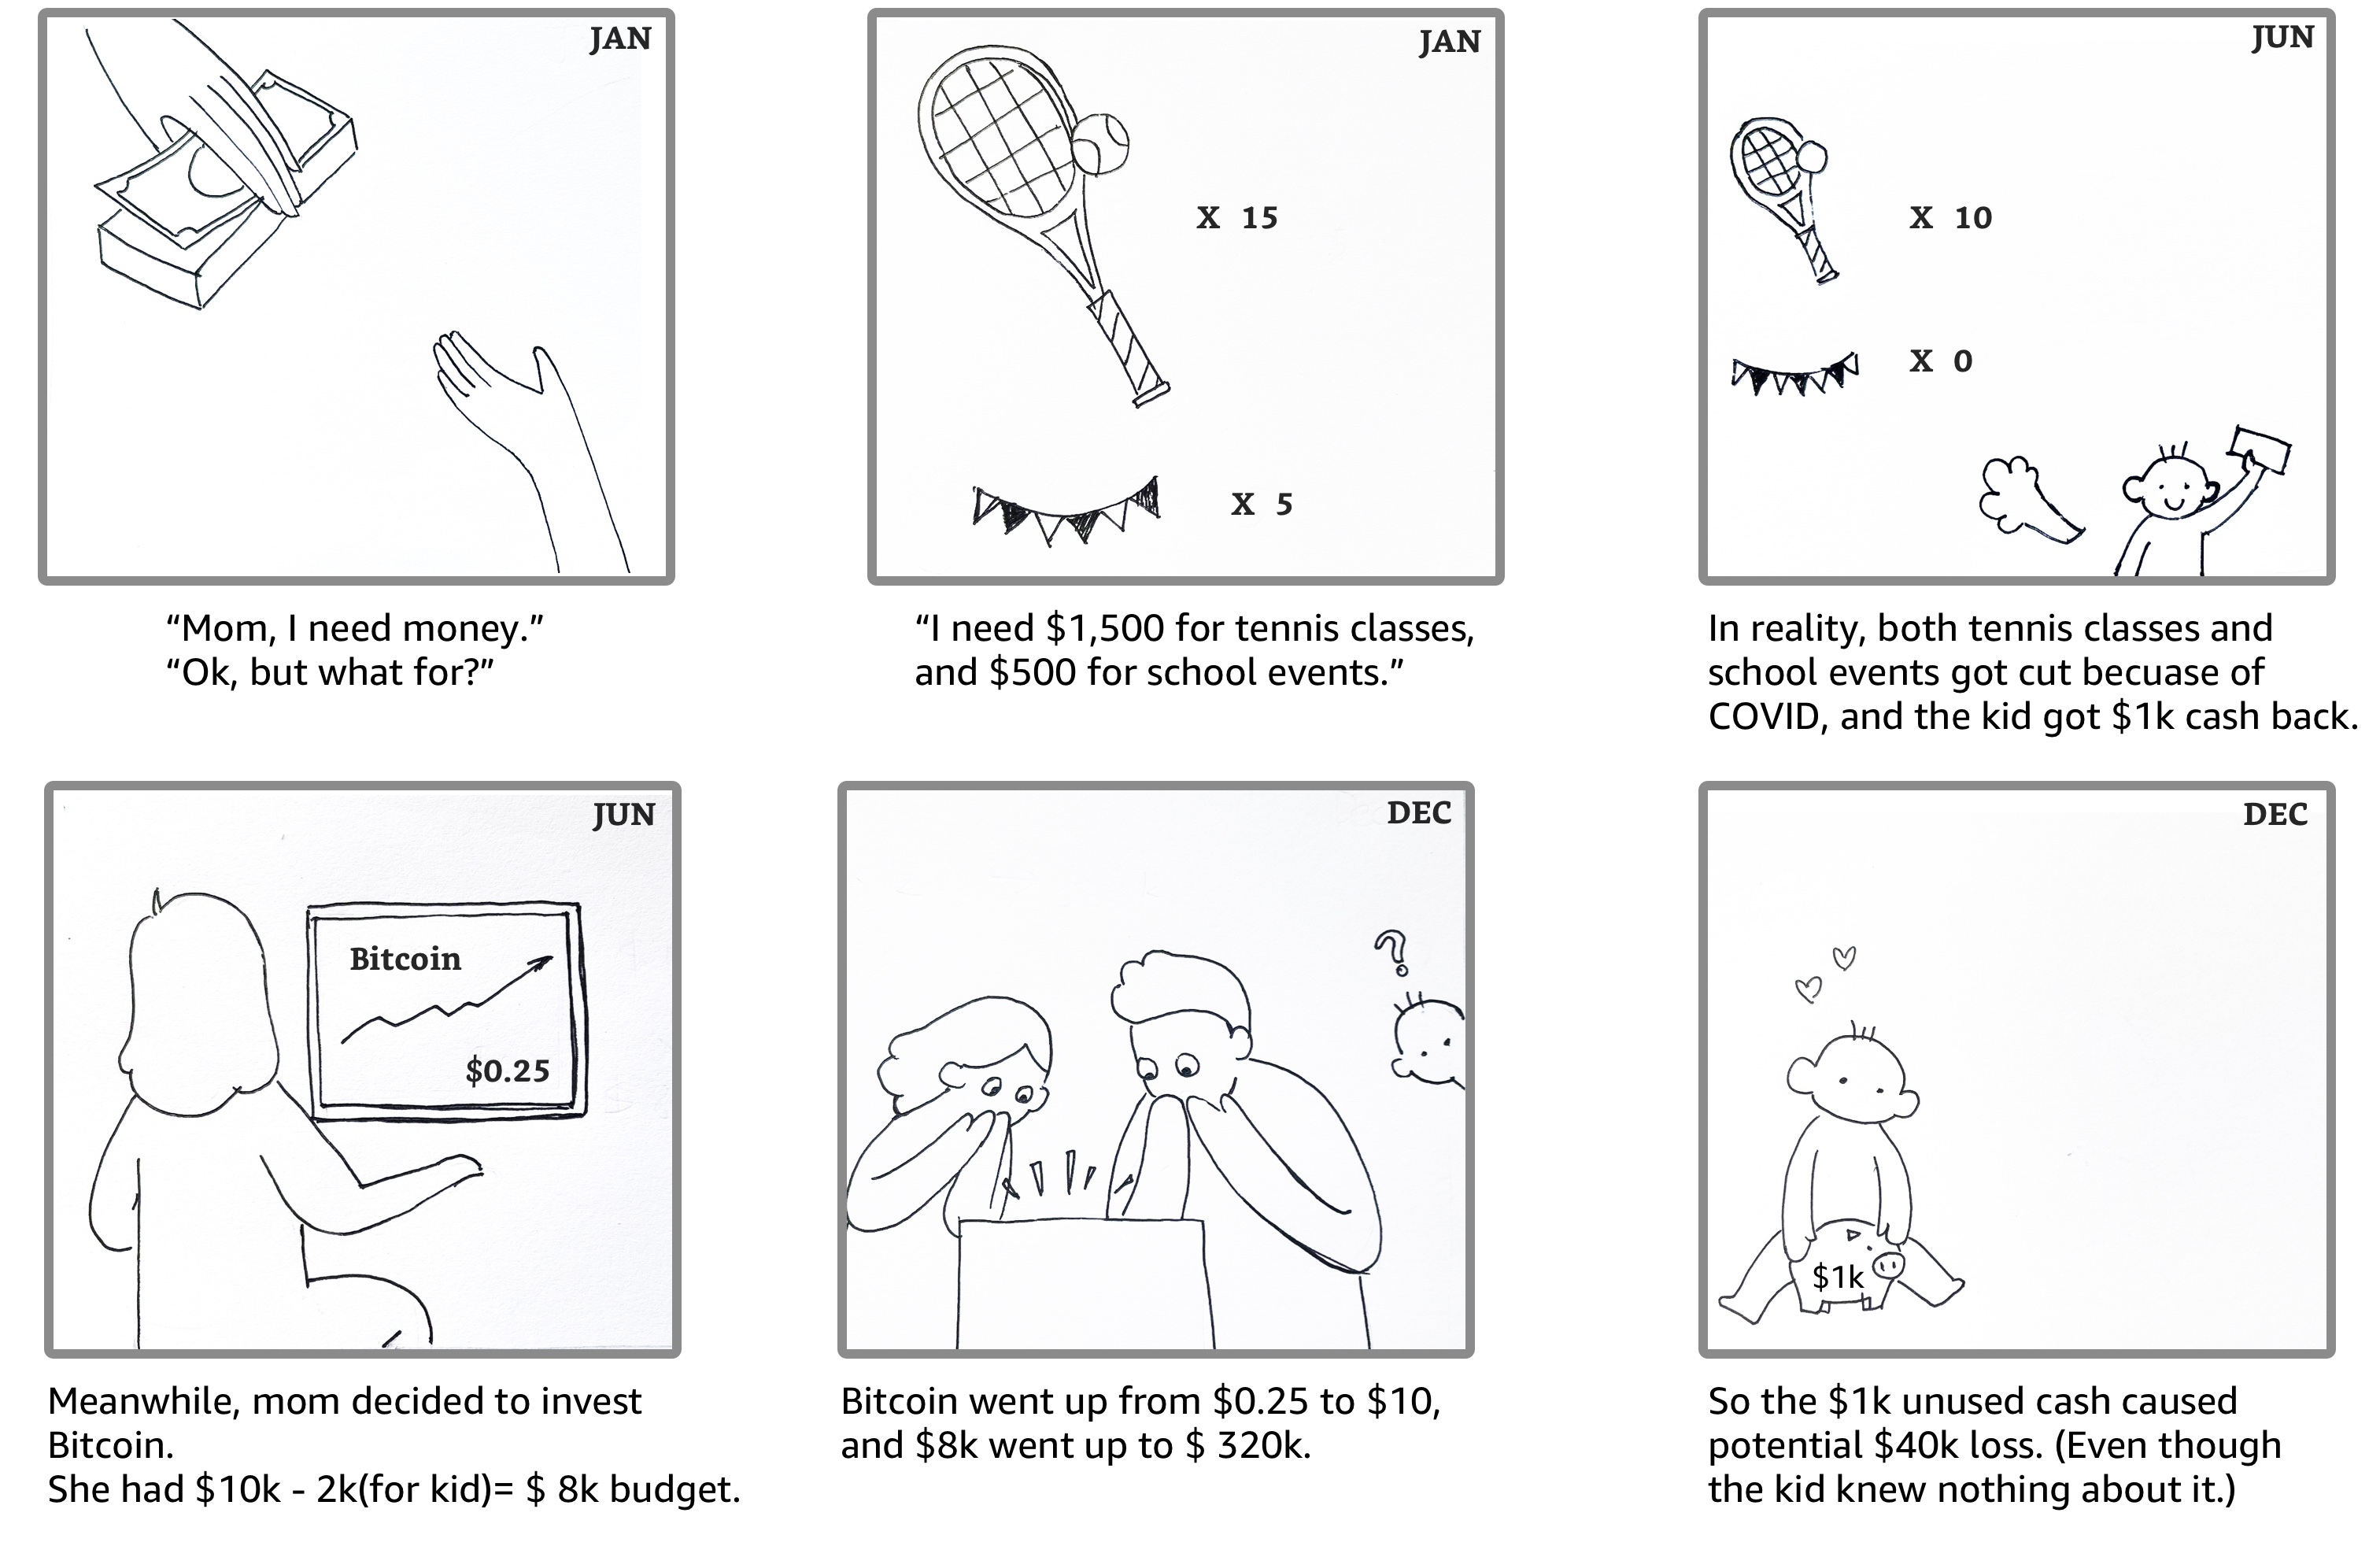 JAN
“Mom, I need money.”
“Ok, but what for?”
JAN
X 15
X 5
“I need $1,500 for tennis classes,
and $500 for school events.”
JUN
X 10
X 0
In reality, both tennis classes and
school events got cut becuase of
COVID, and the kid got $1k cash back.
JUN
Bitcoin
$0.25
Meanwhile, mom decided to invest
Bitcoin.
She had $10k - 2k(for kid)= $ 8k budget.
DEC
?
Bitcoin went up from $0.25 to $10,
and $8k went up to $ 320k.
DEC
$1k
So the $1k unused cash caused
potential $40k loss. (Even though
the kid knew nothing about it.)